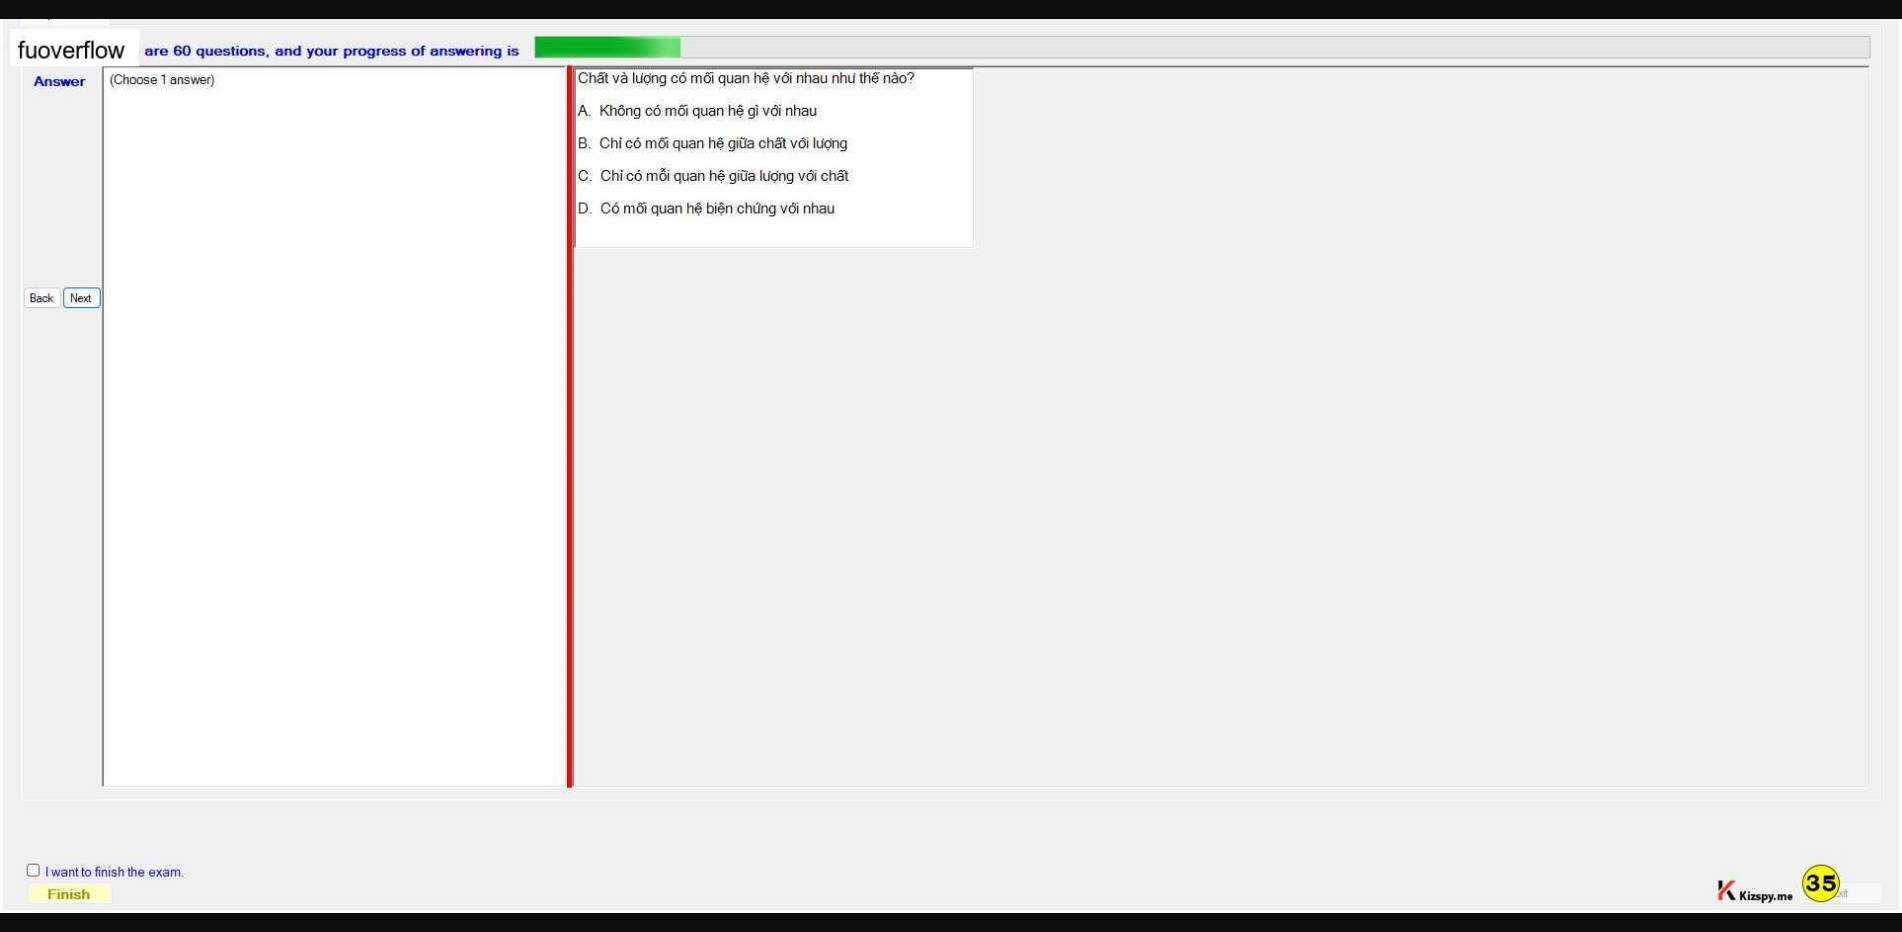 fuoverflow are 60 questions, and your progress of answering is
Answer
(Choose 1 answer)
Chất và lượng có mối quan hệ với nhau như thế nào?
A. Không có mối quan hệ gì với nhau
B. Chỉ có mối quan hệ giữa chất với lượng
C. Chỉ có mỗi quan hệ giữa lượng với chất
D. Có mối quan hệ biện chứng với nhau
Back Next
I want to finish the exam.
Finish
Kizspy.me
35